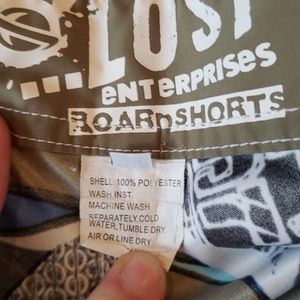 LOST
ENTERPRISES
BOARDSHORTS
SHELL: 100% POLYESTER
WASH INST.
MACHINE WASH
SEPARATELY,COLD
WATER,TUMBLE DRY.
AIR OR LINE DRY